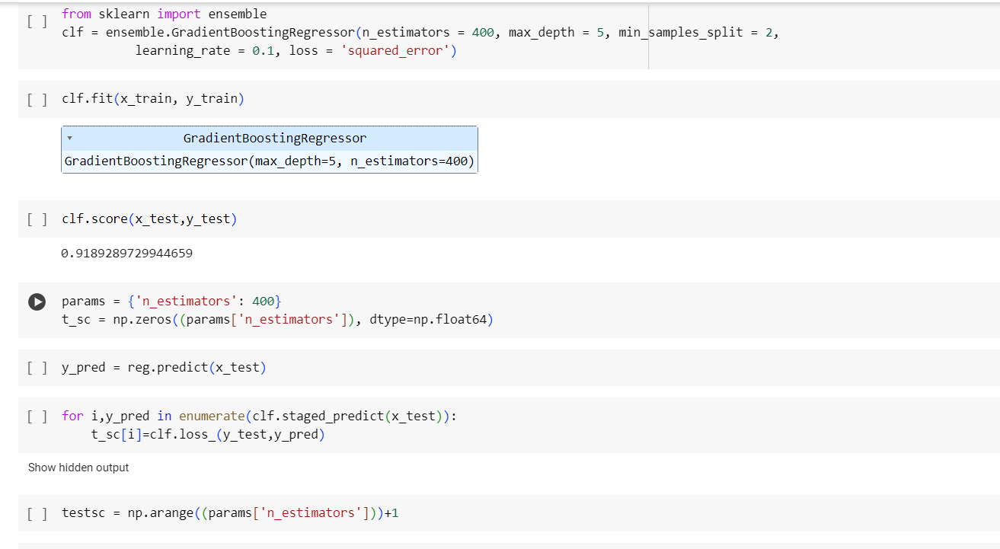 from sklearn import ensemble
[ ]
clf = ensemble.GradientBoostingRegressor(n_estimators = 400, max_depth = 5, min_samples_split = 2,
learning_rate = 0.1, loss = 'squared_error')
[ ] clf.fit(x_train, y_train)
GradientBoostingRegressor
GradientBoostingRegressor(max_depth=5, n_estimators=400)
[ ] clf.score(x_test,y_test)
0.9189289729944659
params = {'n_estimators': 400}
t_sc = np.zeros((params['n_estimators']), dtype=np.float64)
[ ] y_pred = reg.predict(x_test)
[ ] for i,y_pred in enumerate(clf.staged_predict(x_test)):
t_sc[i]=clf.loss_(y_test,y_pred)
Show hidden output
[ ] testsc = np.arange((params['n_estimators']))+1